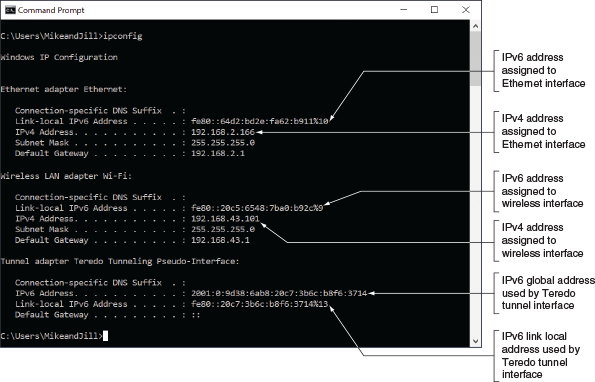 Command Prompt
C:\Users\MikeandJill>ipconfig
Windows IP Configuration
Ethernet adapter Ethernet:
Connection-specific DNS Suffix . :
Link-local IPv6 Address . . . . . : fe80::64d2:bd2e:fa62:b911%10
IPv4 Address. . . . . . . . . . . : 192.168.2.166
Subnet Mask . . . . . . . . . . . : 255.255.255.0
Default Gateway . . . . . . . . . : 192.168.2.1
Wireless LAN adapter Wi-Fi:
Connection-specific DNS Suffix . :
Link-local IPv6 Address . . . . . : fe80::20c5:6548:7ba0:b92c%9
IPv4 Address. . . . . . . . . . . : 192.168.43.101
Subnet Mask . . . . . . . . . . . : 255.255.255.0
Default Gateway . . . . . . . . . : 192.168.43.1
Tunnel adapter Teredo Tunneling Pseudo-Interface:
Connection-specific DNS Suffix . :
IPv6 Address. . . . . . . . . . . : 2001:0:9d38:6ab8:20c7:3b6c:b8f6:3714
Link-local IPv6 Address . . . . . : fe80::20c7:3b6c:b8f6:3714%13
Default Gateway . . . . . . . . . : ::
C:\Users\MikeandJill>
IPv6 address
assigned to
Ethernet interface
IPv4 address
assigned to
Ethernet interface
IPv6 address
assigned to
wireless interface
IPv4 address
assigned to
wireless interface
IPv6 global address
used by Teredo
tunnel interface
IPv6 link local
address used by
Teredo tunnel
interface